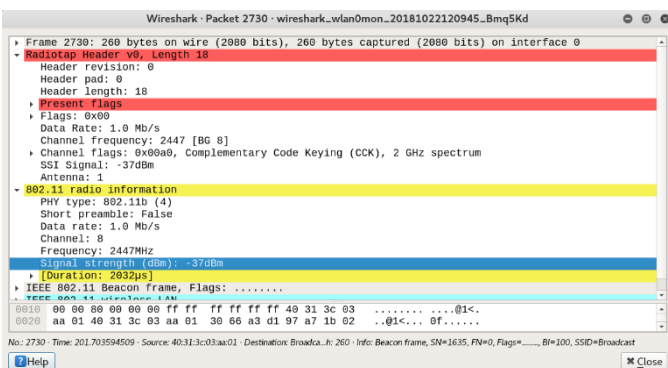 Wireshark · Packet 2730 · wireshark_wlan0mon_20181022120945_Bmq5Kd
Frame 2730: 260 bytes on wire (2080 bits), 260 bytes captured (2080 bits) on interface 0
Radiotap Header v0, Length 18
Header revision: 0
Header pad: 0
Header length: 18
Present flags
Flags: 0x00
Data Rate: 1.0 Mb/s
Channel frequency: 2447 [BG 8]
Channel flags: 0x00a0, Complementary Code Keying (CCK), 2 GHz spectrum
SSI Signal: -37dBm
Antenna: 1
802.11 radio information
PHY type: 802.11b (4)
Short preamble: False
Data rate: 1.0 Mb/s
Channel: 8
Frequency: 2447MHz
Signal strength (dBm): -37dBm
[Duration: 2032µs]
IEEE 802.11 Beacon frame, Flags: ........
IEEE 802.11 wireless LAN
0010 00 00 80 00 00 00 ff ff ff ff ff ff 40 31 3c 03 ........ ....@1<.
0020 aa 01 40 31 3c 03 aa 01 30 66 a3 d1 97 a7 1b 02 ..@1<... 0f......
No.: 2730 · Time: 201.703594509 · Source: 40:31:3c:03:aa:01 · Destination: Broadca...h: 260 · Info: Beacon frame, SN=1635, FN=0, Flags=........, BI=100, SSID=Broadcast
Help
Close